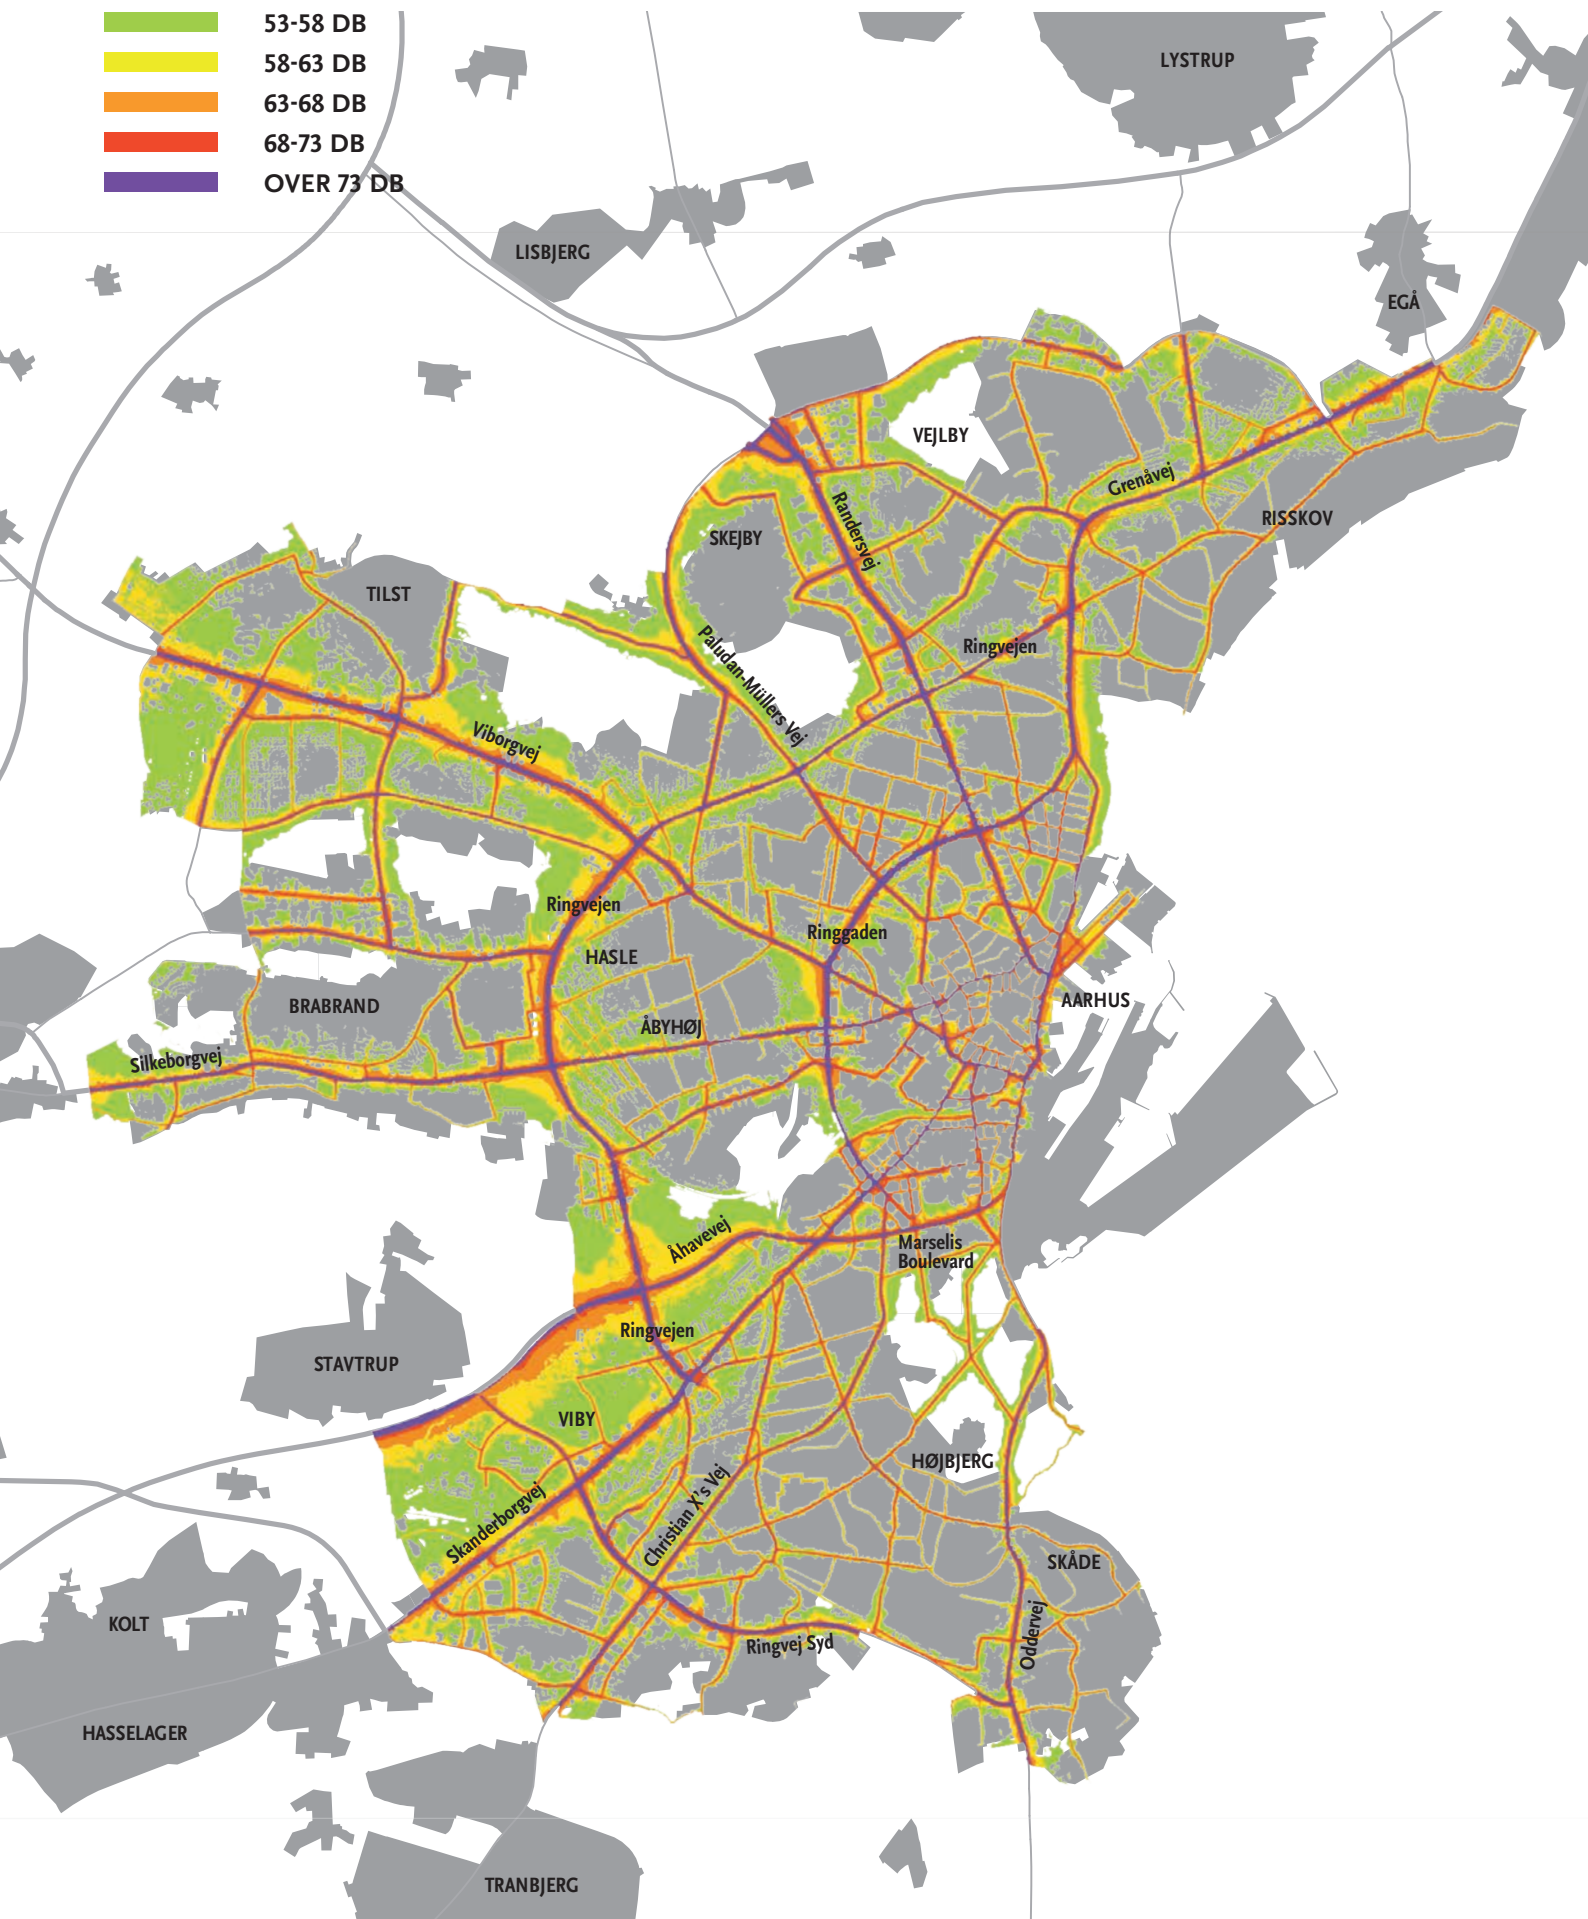 53-58 DB
58-63 DB
63-68 DB
68-73 DB
OVER 73 DB
LYSTRUP
LISBJERG
EGÅ
VEJLBY
Grenåvej
RISSKOV
Randersvej
SKEJBY
TILST
Ringvejen
Paludan-Müllers Vej
Viborgvej
Ringvejen
Ringgaden
HASLE
BRABRAND
AARHUS
ÅBYHØJ
Silkeborgvej
Åhavevej
Marselis
Boulevard
Ringvejen
STAVTRUP
VIBY
HØJBJERG
Christian X's Vej
Skanderborgvej
SKÅDE
KOLT
Oddervej
Ringvej Syd
HASSELAGER
TRANBJERG